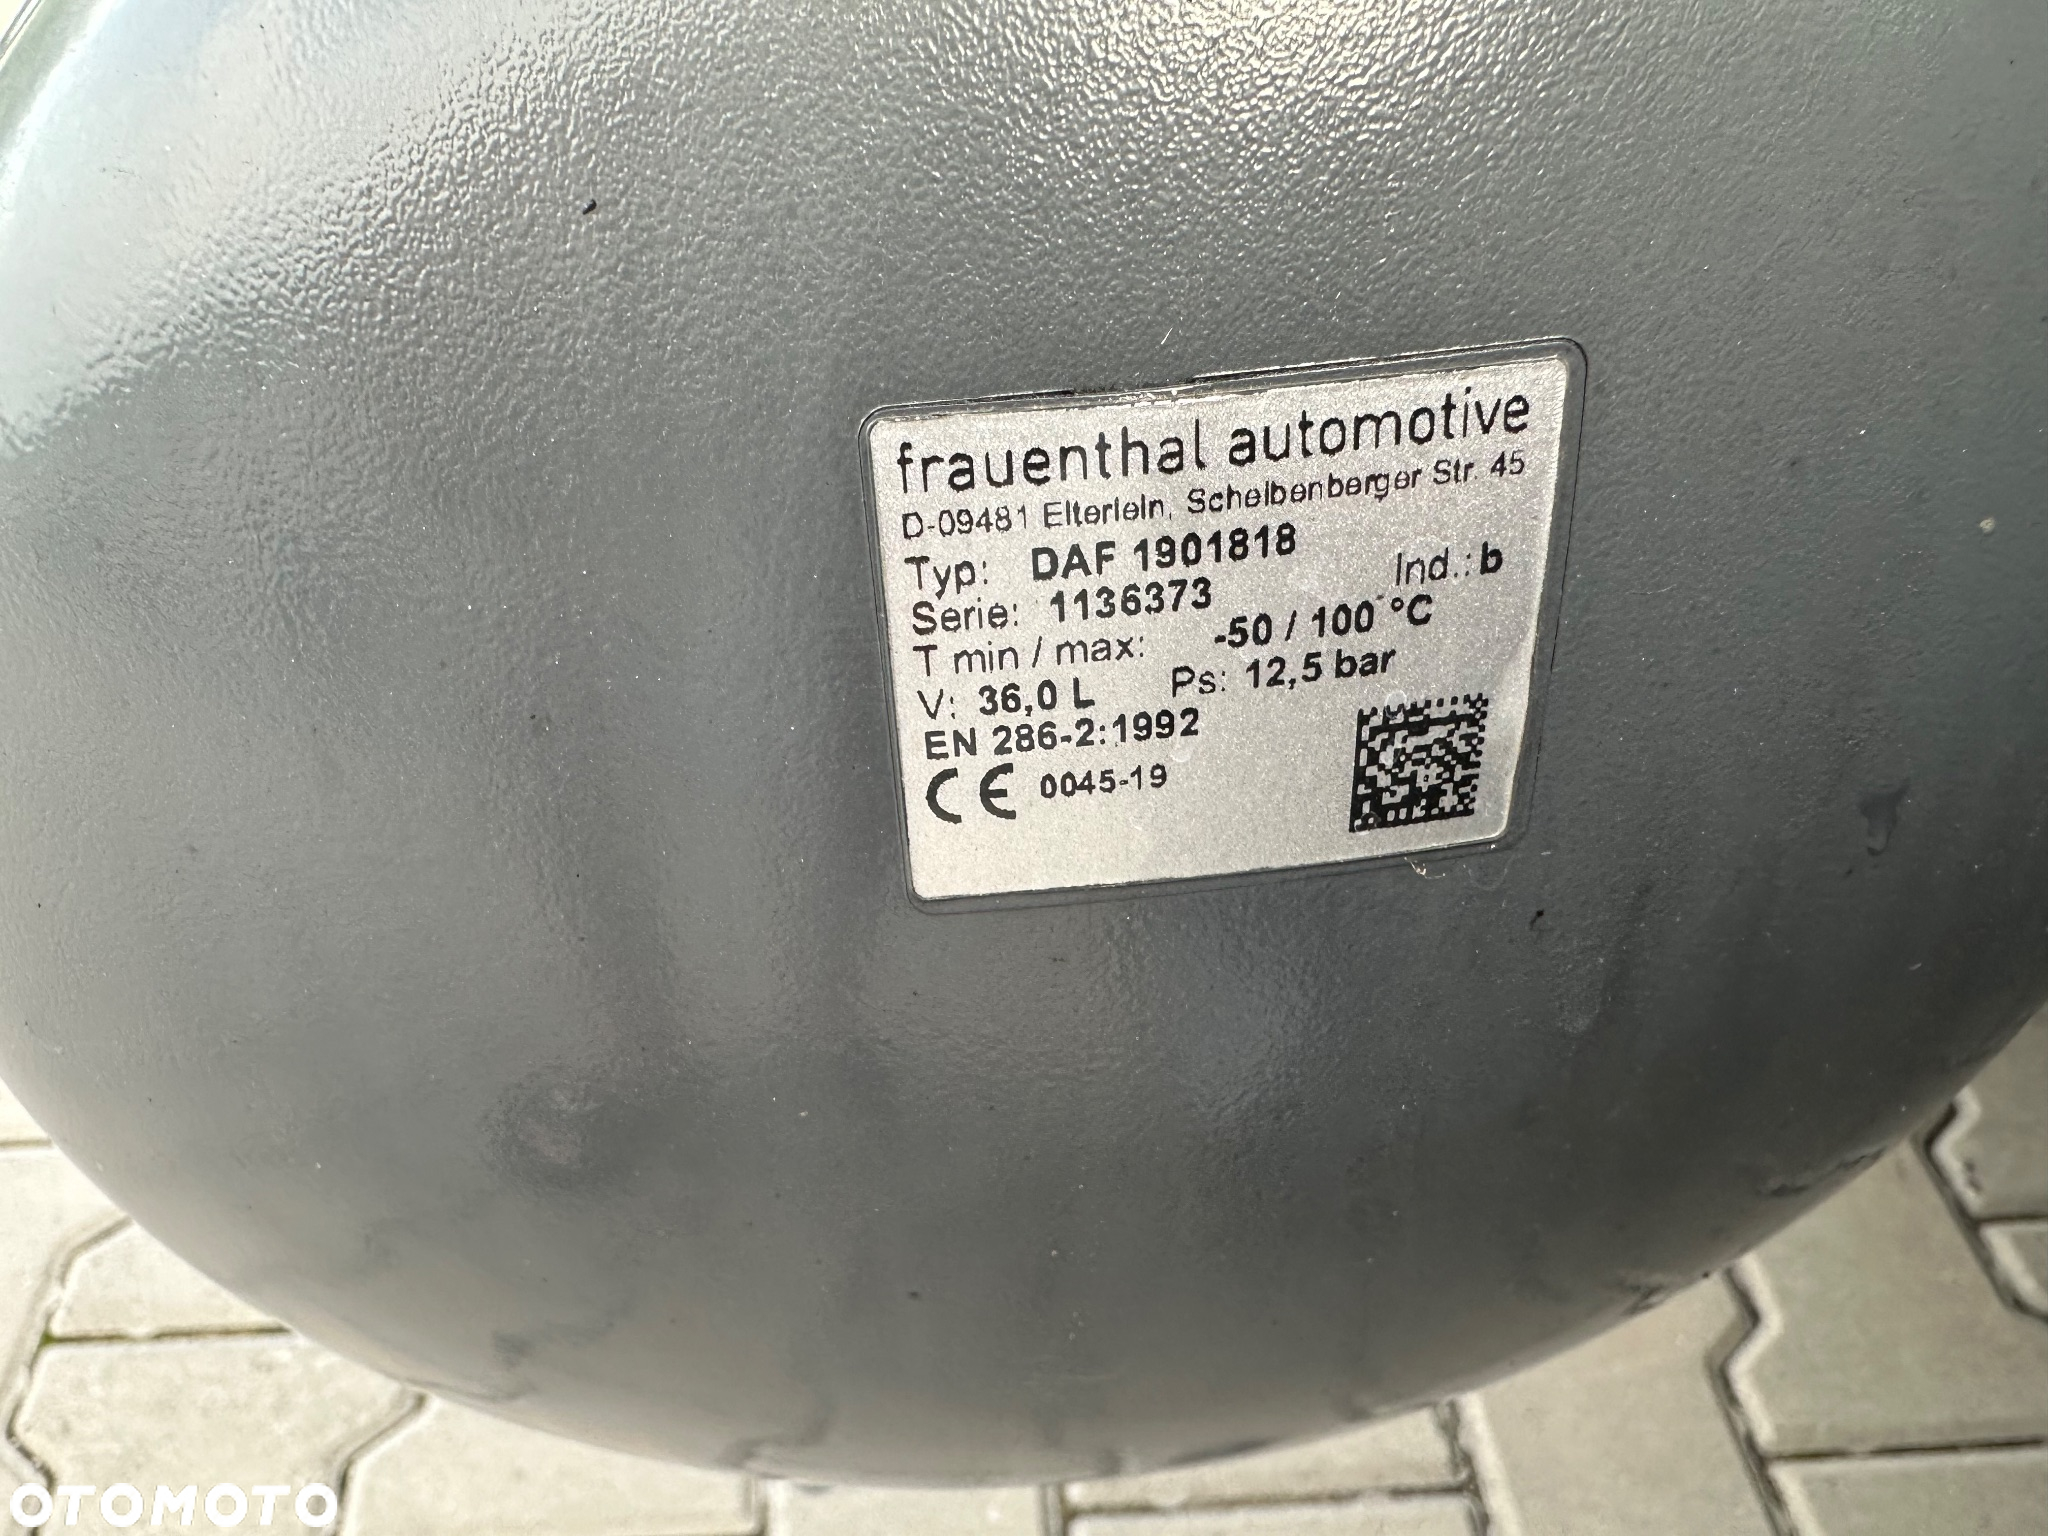 frauenthal automotive
D-09481 Elterlein, Scheibenberger Str. 45
Typ: DAF 1901818
Serie: 1136373 Ind.: b
T min / max: -50 / 100 °C
V: 36,0 L Ps: 12,5 bar
EN 286-2:1992
CE 0045-19
OTOMOTO